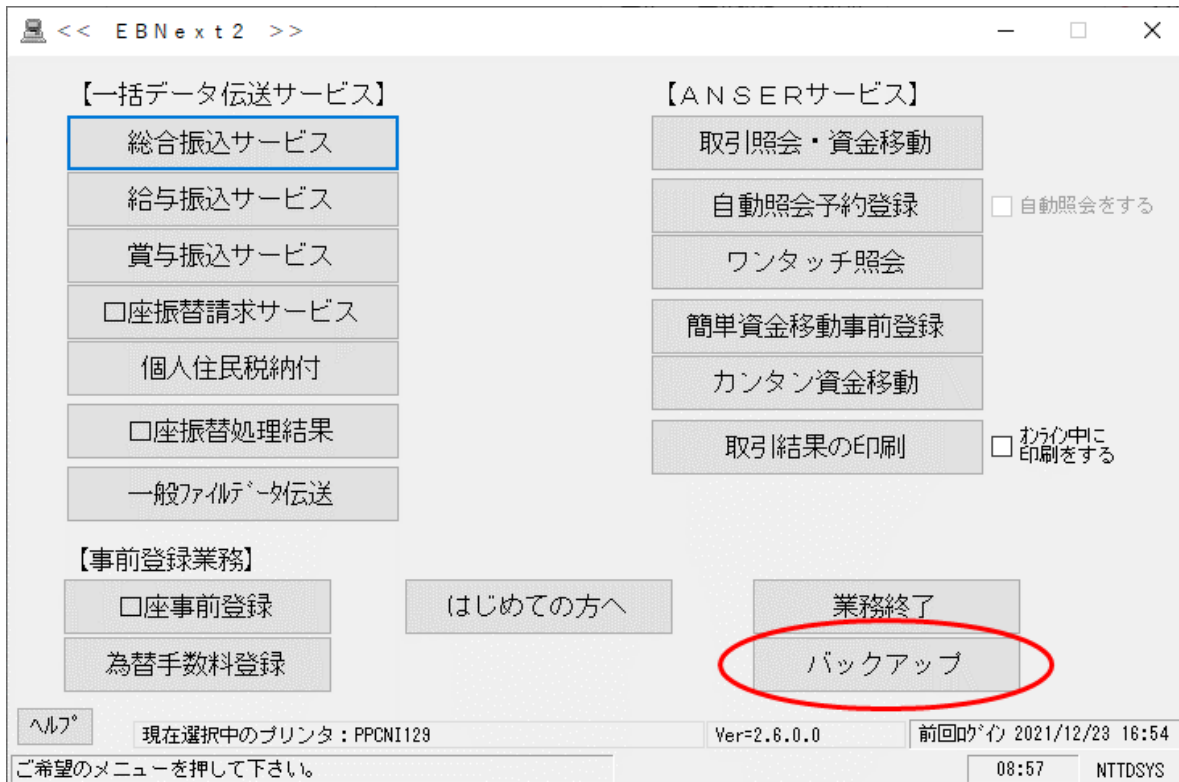 << EBNext2 >>
【一括データ伝送サービス】
総合振込サービス
給与振込サービス
賞与振込サービス
口座振替請求サービス
個人住民税納付
口座振替処理結果
一般ﾌｧｲﾙﾃﾞｰﾀ伝送
【ＡＮＳＥＲサービス】
取引照会・資金移動
自動照会予約登録
自動照会をする
ワンタッチ照会
簡単資金移動事前登録
カンタン資金移動
取引結果の印刷
ｵﾝﾗｲﾝ中に
印刷をする
【事前登録業務】
口座事前登録
為替手数料登録
はじめての方へ
業務終了
バックアップ
ﾍﾙﾌﾟ
現在選択中のプリンタ：PPCNI129
Ver=2.6.0.0
前回ﾛｸﾞｲﾝ 2021/12/23 16:54
ご希望のメニューを押して下さい。
08:57
NTTDSYS